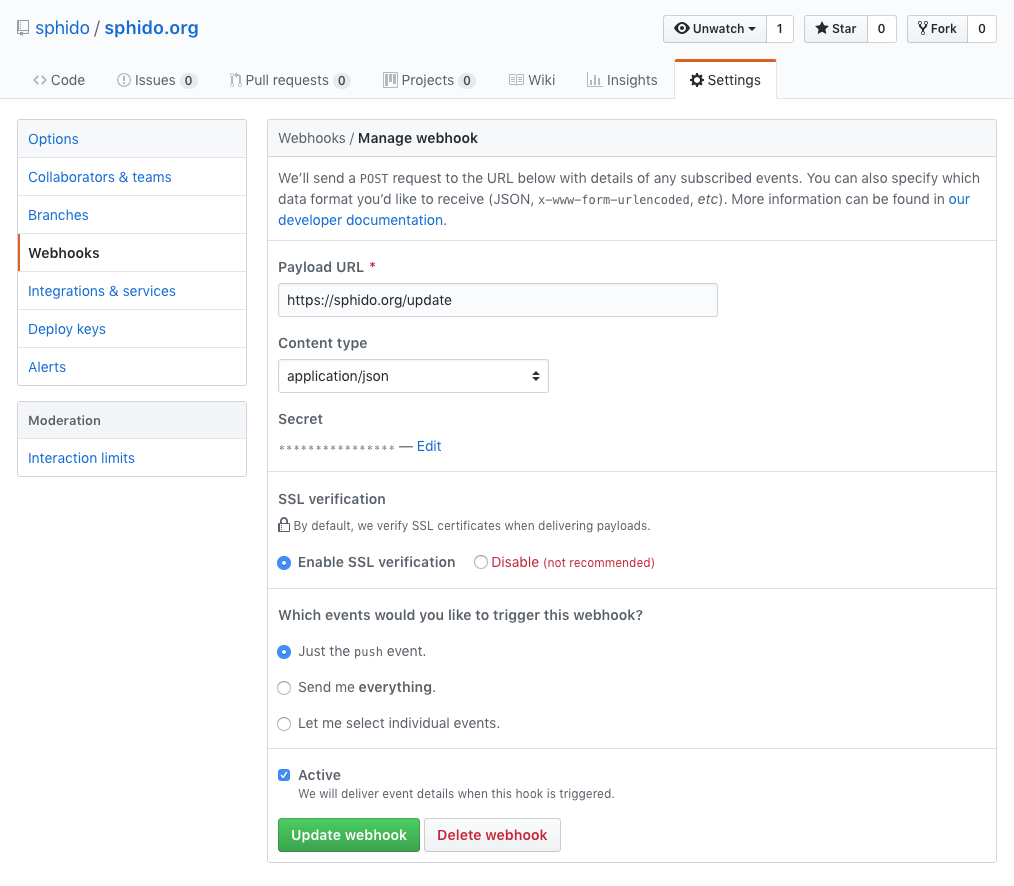 sphido / sphido.org
Unwatch 1 Star 0 Fork 0
Code Issues 0 Pull requests 0 Projects 0 Wiki Insights Settings
Options
Collaborators & teams
Branches
Webhooks
Integrations & services
Deploy keys
Alerts
Moderation
Interaction limits
Webhooks / Manage webhook
We’ll send a POST request to the URL below with details of any subscribed events. You can also specify which
data format you’d like to receive (JSON, x-www-form-urlencoded, etc). More information can be found in our
developer documentation.
Payload URL *
https://sphido.org/update
Content type
application/json
Secret
**************** — Edit
SSL verification
By default, we verify SSL certificates when delivering payloads.
Enable SSL verification Disable (not recommended)
Which events would you like to trigger this webhook?
Just the push event.
Send me everything.
Let me select individual events.
Active
We will deliver event details when this hook is triggered.
Update webhook Delete webhook